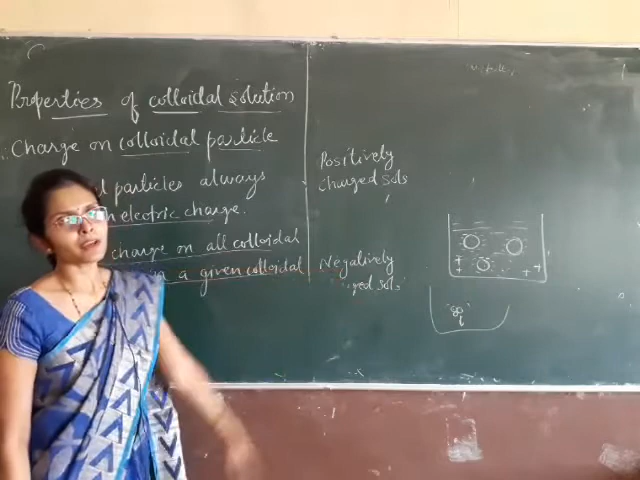 Properties of colloidal solution
Charge on colloidal particle
particles always
electric charge.
charge on all colloidal
in a given colloidal
Positively
charged sols
Negatively
sols